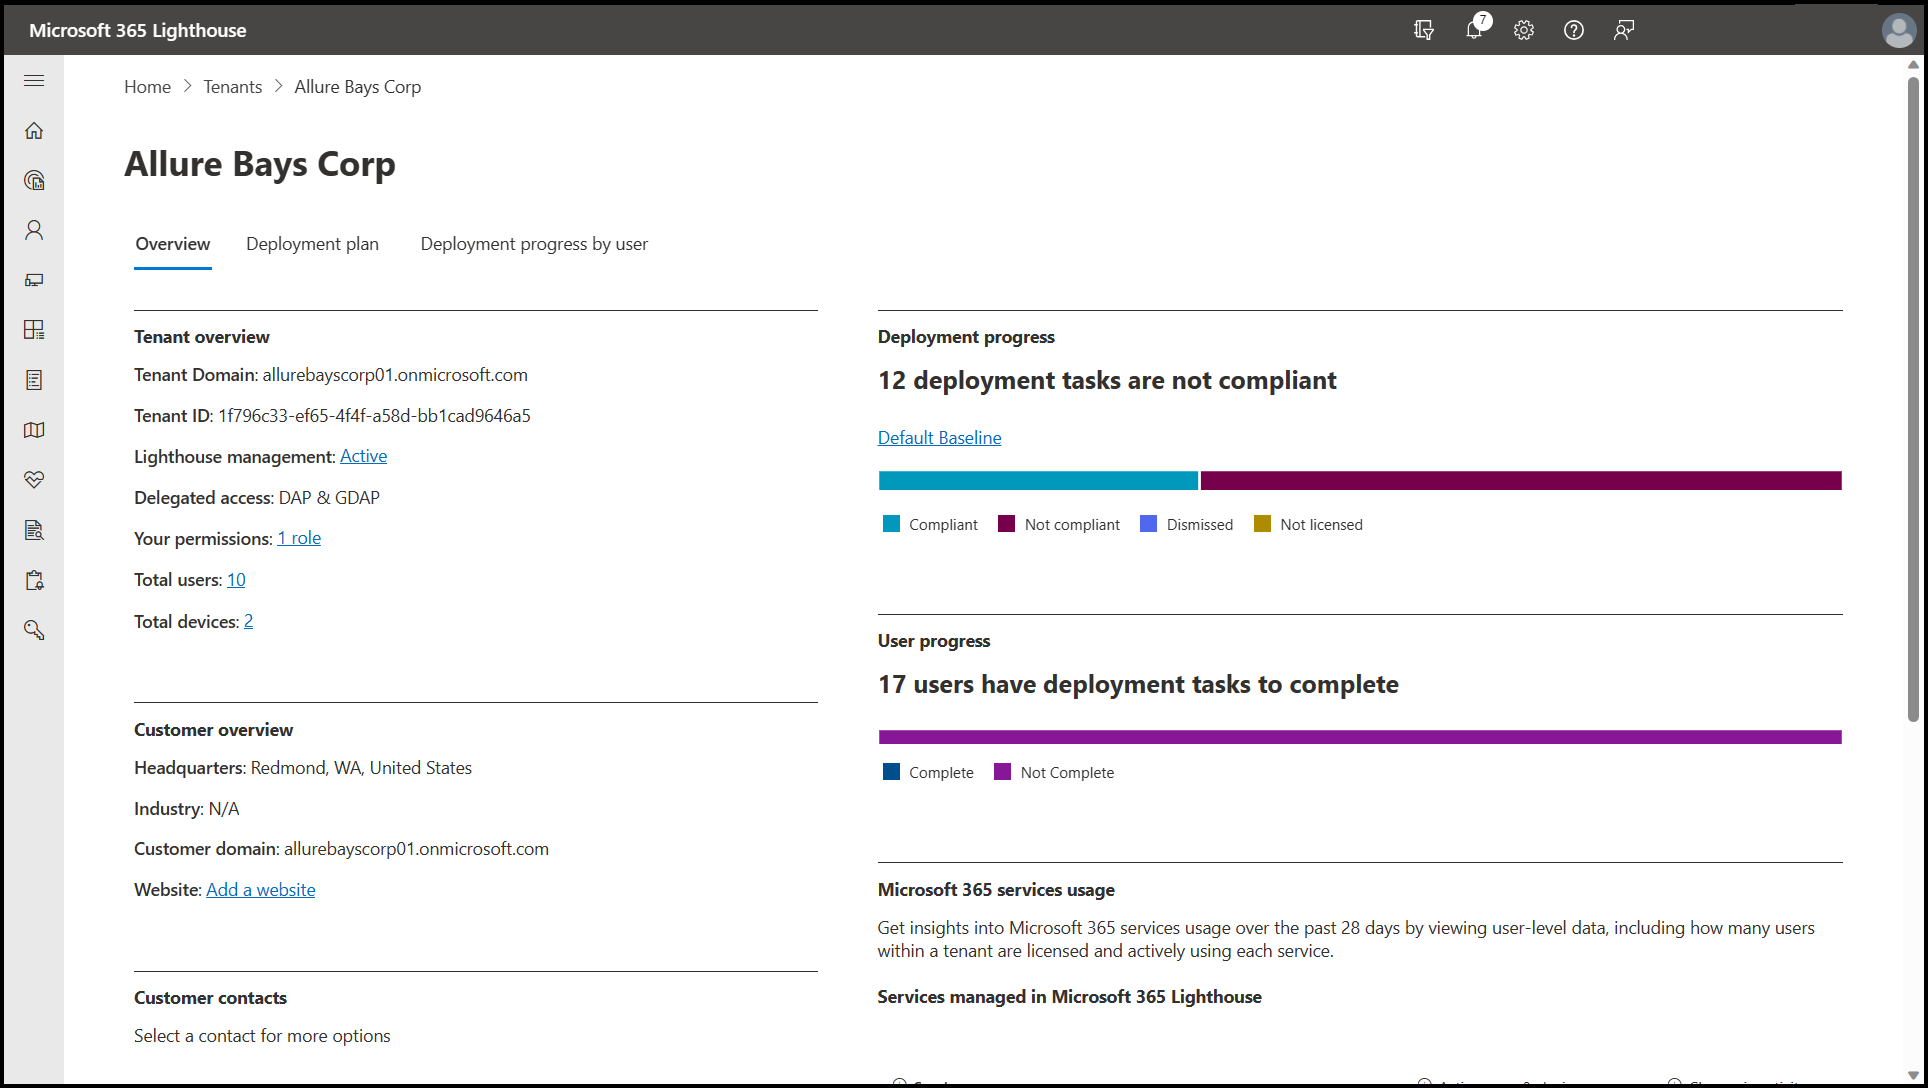 Microsoft 365 Lighthouse
7
Home > Tenants > Allure Bays Corp
Allure Bays Corp
Overview
Deployment plan
Deployment progress by user
Tenant overview
Tenant Domain: allurebayscorp01.onmicrosoft.com
Tenant ID: 1f796c33-ef65-4f4f-a58d-bb1cad9646a5
Lighthouse management: Active
Delegated access: DAP & GDAP
Your permissions: 1 role
Total users: 10
Total devices: 2
Customer overview
Headquarters: Redmond, WA, United States
Industry: N/A
Customer domain: allurebayscorp01.onmicrosoft.com
Website: Add a website
Customer contacts
Select a contact for more options
Deployment progress
12 deployment tasks are not compliant
Default Baseline
Compliant
Not compliant
Dismissed
Not licensed
User progress
17 users have deployment tasks to complete
Complete
Not Complete
Microsoft 365 services usage
Get insights into Microsoft 365 services usage over the past 28 days by viewing user-level data, including how many users
within a tenant are licensed and actively using each service.
Services managed in Microsoft 365 Lighthouse